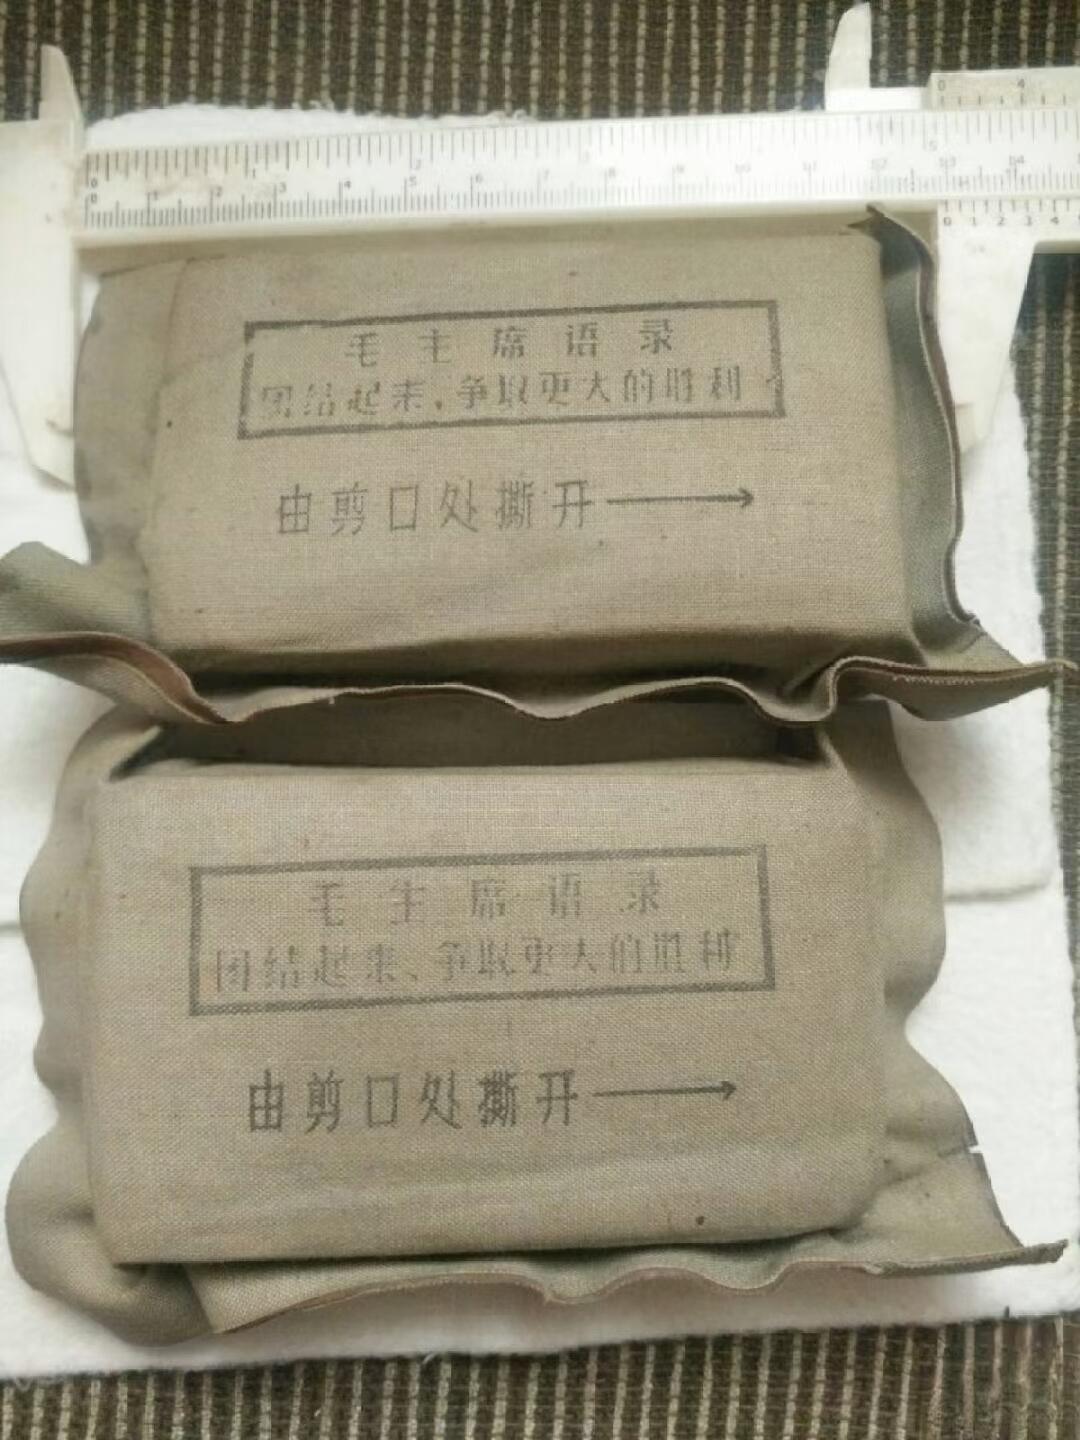 毛主席语录
团结起来,争取更大的胜利
由剪口处撕开
毛主席语录
团结起来、争取更大的胜利
由剪口处撕开